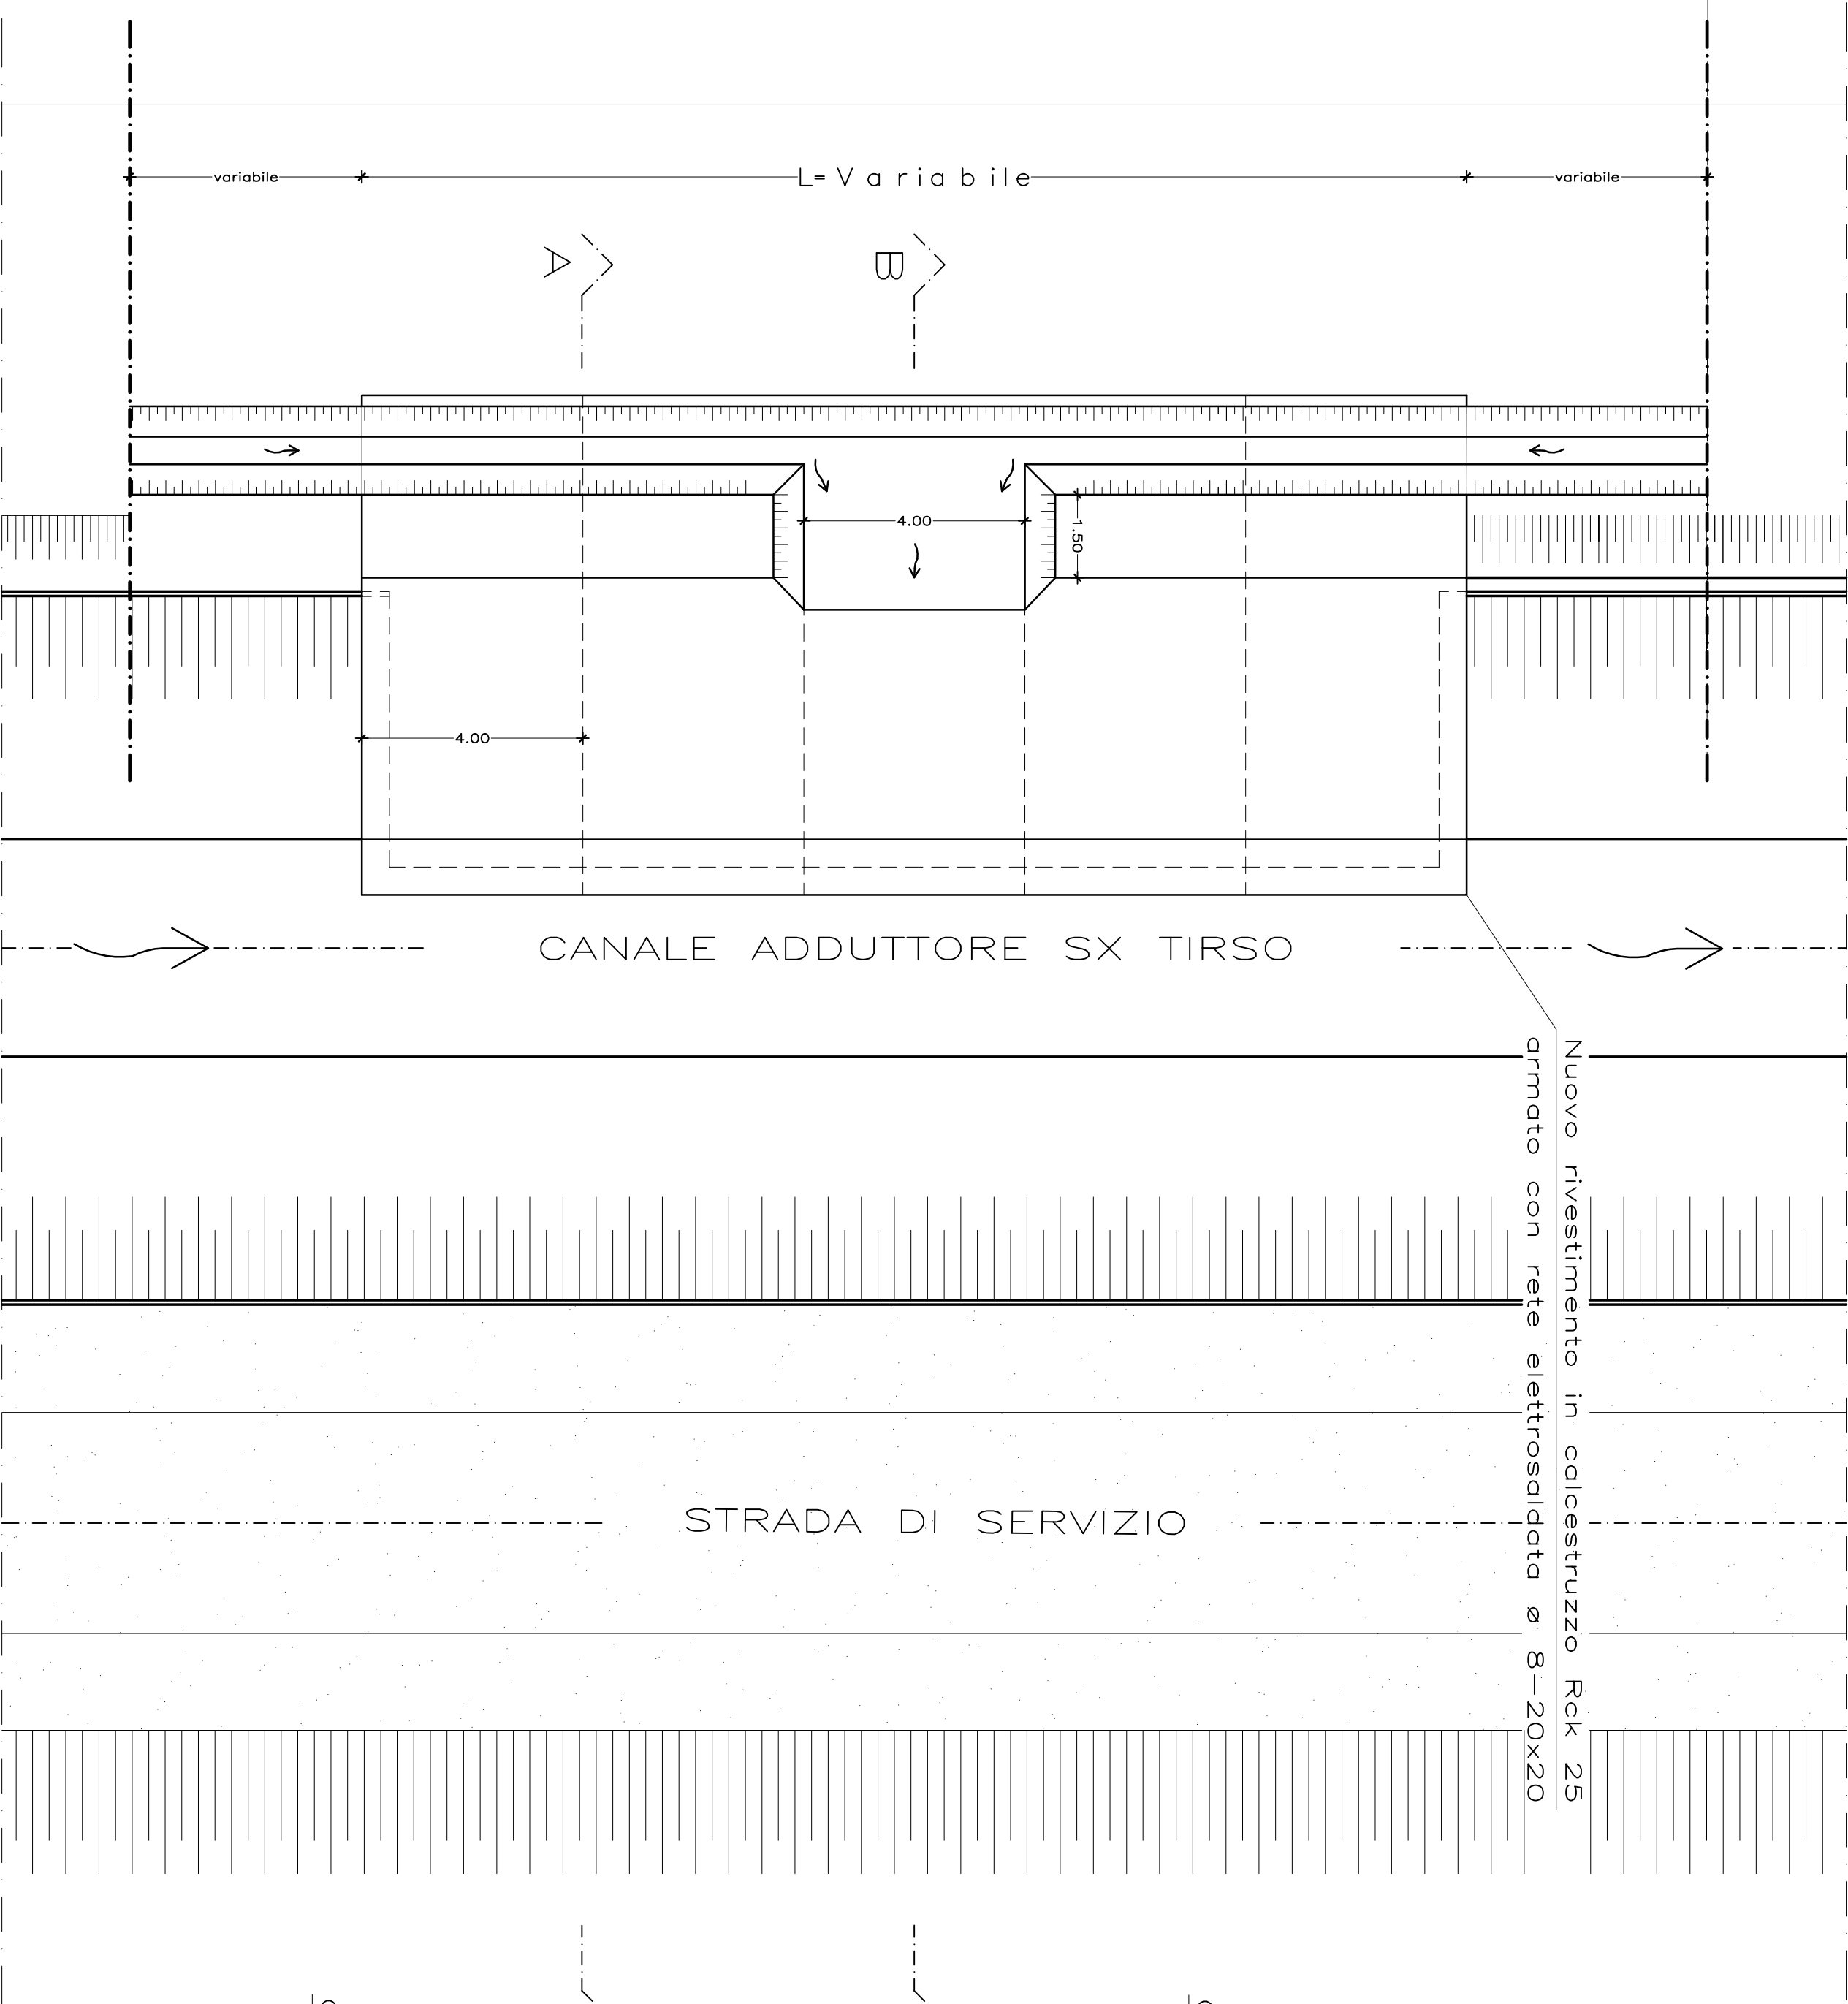 variabile
L= Variabile
variabile
A
B
4.00
1.50
4.00
CANALE ADDUTTORE SX TIRSO
Nuovo rivestimento in calcestruzzo Rck 25
armato con rete elettrosaldata ø 8-20x20
STRADA DI SERVIZIO